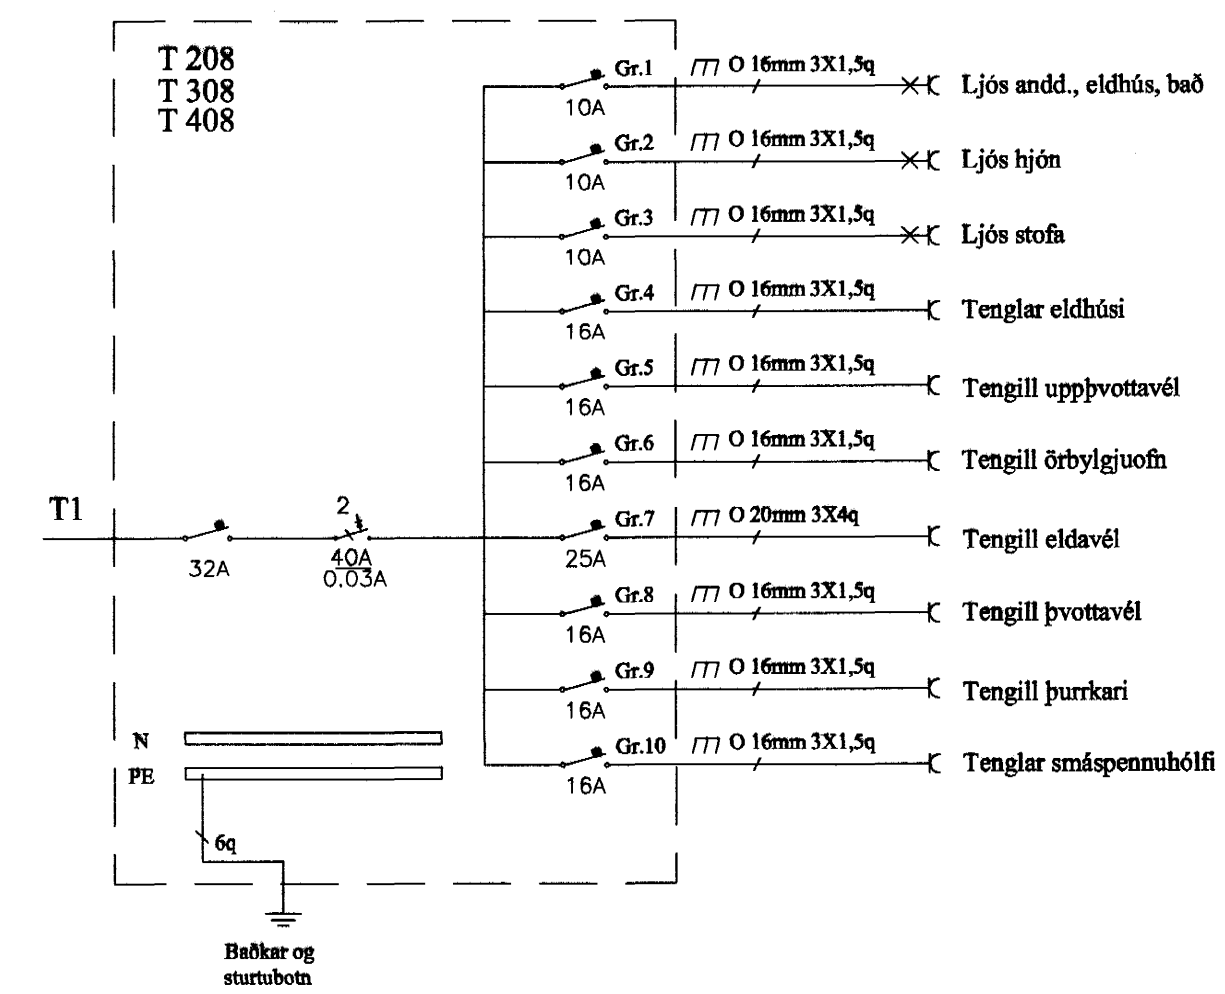 T 208
T 308
T 408
Gr.1 O 16mm 3X1,5q Ljós andd., eldhús, bað
10A
Gr.2 O 16mm 3X1,5q Ljós hjón
10A
Gr.3 O 16mm 3X1,5q Ljós stofa
10A
Gr.4 O 16mm 3X1,5q Tenglar eldhúsi
16A
Gr.5 O 16mm 3X1,5q Tengill uppþvottavél
16A
Gr.6 O 16mm 3X1,5q Tengill örbylgjuofn
16A
T1
2
32A
40A
0.03A
Gr.7 O 20mm 3X4q Tengill eldavél
25A
Gr.8 O 16mm 3X1,5q Tengill þvottavél
16A
Gr.9 O 16mm 3X1,5q Tengill þurrkari
16A
Gr.10 O 16mm 3X1,5q Tenglar smáspennuhólfi
16A
N
PE
6q
Baðkar og
sturtubotn